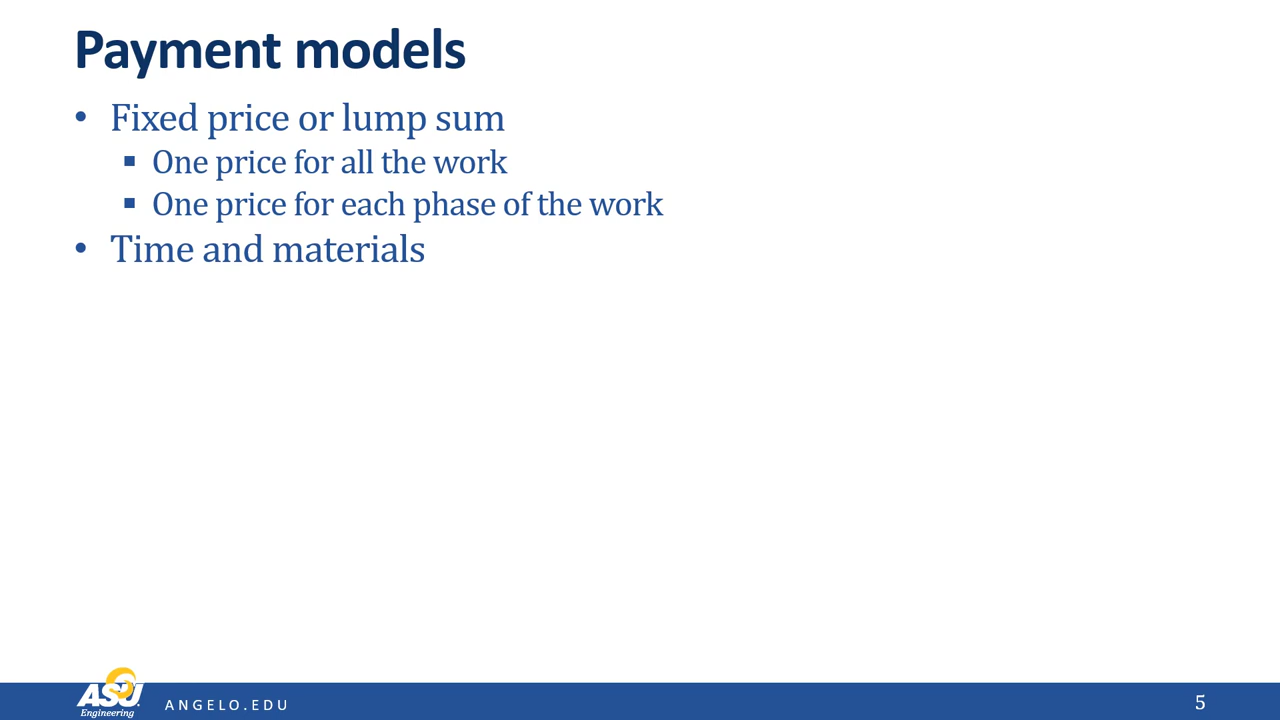 Payment models
• Fixed price or lump sum
▪ One price for all the work
▪ One price for each phase of the work
• Time and materials
ASU
Engineering
ANGELO.EDU
5